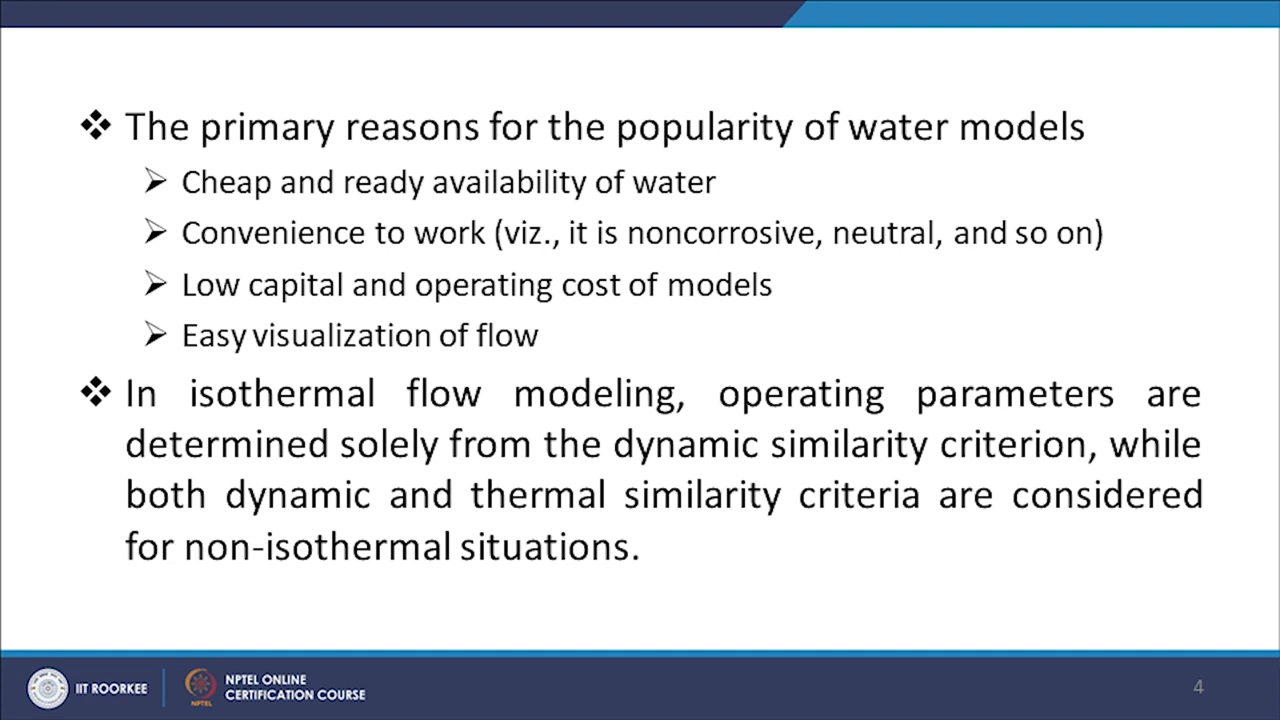 ❖ The primary reasons for the popularity of water models
➢ Cheap and ready availability of water
➢ Convenience to work (viz., it is noncorrosive, neutral, and so on)
➢ Low capital and operating cost of models
➢ Easy visualization of flow
❖ In isothermal flow modeling, operating parameters are
determined solely from the dynamic similarity criterion, while
both dynamic and thermal similarity criteria are considered
for non-isothermal situations.
IIT ROORKEE
NPTEL
NPTEL ONLINE
CERTIFICATION COURSE
4